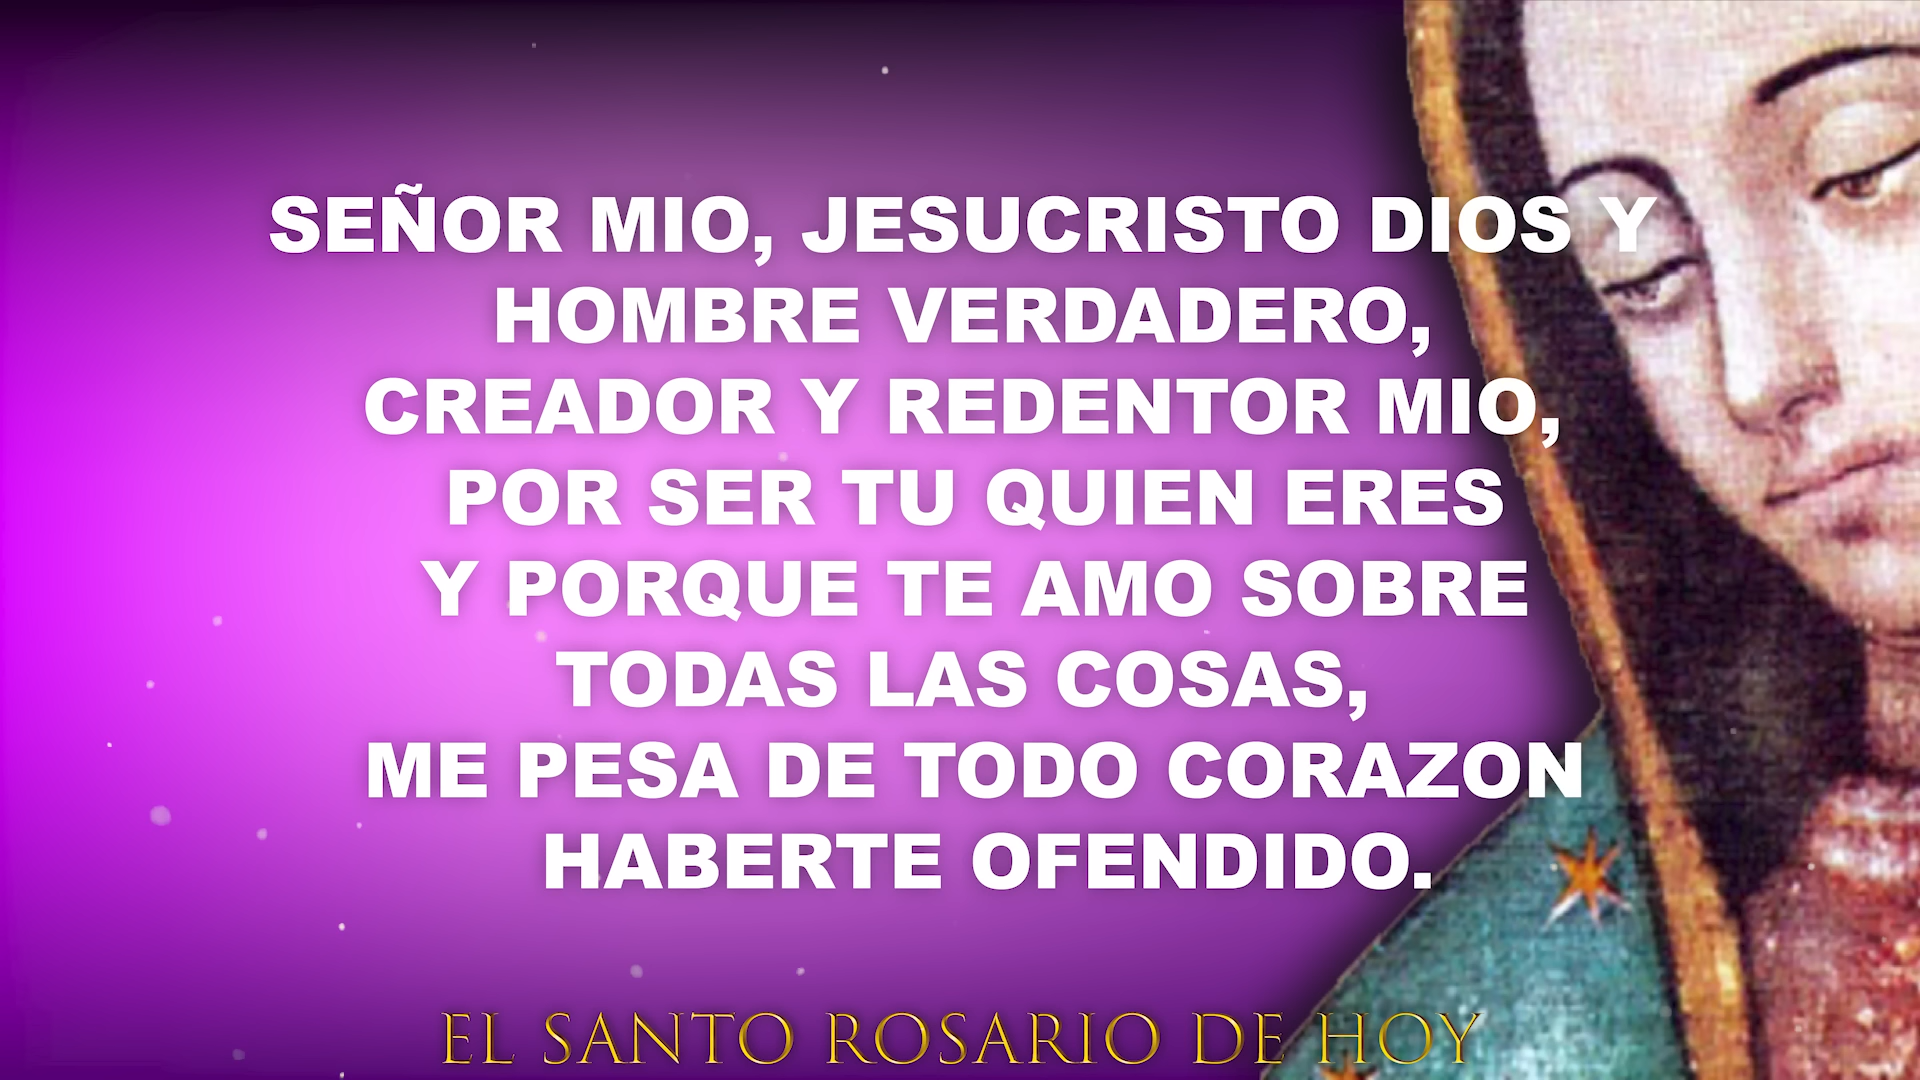 SEÑOR MIO, JESUCRISTO DIOS Y
HOMBRE VERDADERO,
CREADOR Y REDENTOR MIO,
POR SER TU QUIEN ERES
Y PORQUE TE AMO SOBRE
TODAS LAS COSAS,
ME PESA DE TODO CORAZON
HABERTE OFENDIDO.
EL SANTO ROSARIO DE HOY